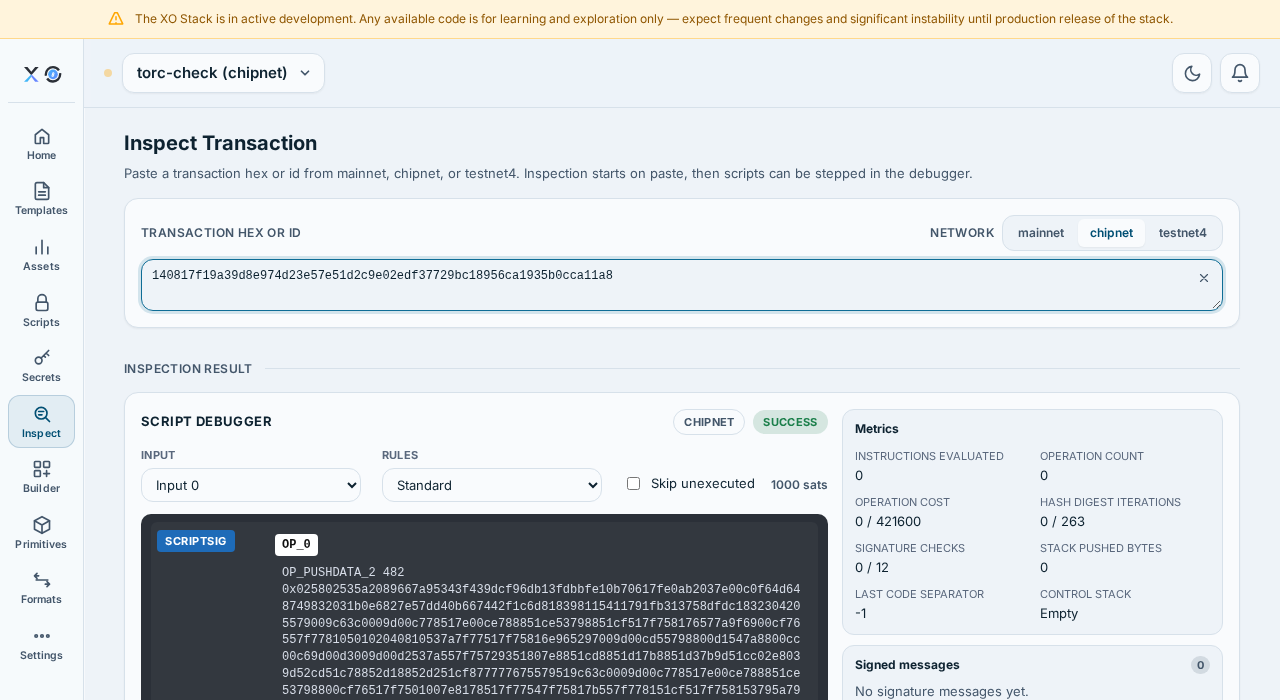 The XO Stack is in active development. Any available code is for learning and exploration only — expect frequent changes and significant instability until production release of the stack.
XO
torc-check (chipnet)
Home
Templates
Assets
Scripts
Secrets
Inspect
Builder
Primitives
Formats
Settings
Inspect Transaction
Paste a transaction hex or id from mainnet, chipnet, or testnet4. Inspection starts on paste, then scripts can be stepped in the debugger.
TRANSACTION HEX OR ID
NETWORK mainnet chipnet testnet4
140817f19a39d8e974d23e57e51d2c9e02edf37729bc18956ca1935b0cca11a8
INSPECTION RESULT
SCRIPT DEBUGGER
CHIPNET SUCCESS
INPUT
RULES
Input 0
Standard
Skip unexecuted
1000 sats
SCRIPTSIG
OP_0
OP_PUSHDATA_2 482
0x025802535a2089667a95343f439dcf96db13fdbbfe10b70617fe0ab2037e00c0f64d64
8749832031b0e6827e57dd40b667442f1c6d818398115411791fb313758dfdc183230420
5579009c63c0009d00c778517e00ce788851ce53798851cf517f758176577a9f6900cf76
557f7781050102040810537a7f77517f75816e965297009d00cd55798800d1547a8800cc
00c69d00d3009d00d2537a557f75729351807e8851cd8851d17b8851d37b9d51cc02e803
9d52cd51c78852d18852d251cf877777675579519c63c0009d00c778517e00ce788851ce
53798800cf76517f7501007e8178517f77547f75817b557f778151cf517f758153795a79
Metrics
INSTRUCTIONS EVALUATED
0
OPERATION COUNT
0
OPERATION COST
0 / 421600
HASH DIGEST ITERATIONS
0 / 263
SIGNATURE CHECKS
0 / 12
STACK PUSHED BYTES
0
LAST CODE SEPARATOR
-1
CONTROL STACK
Empty
Signed messages
0
No signature messages yet.